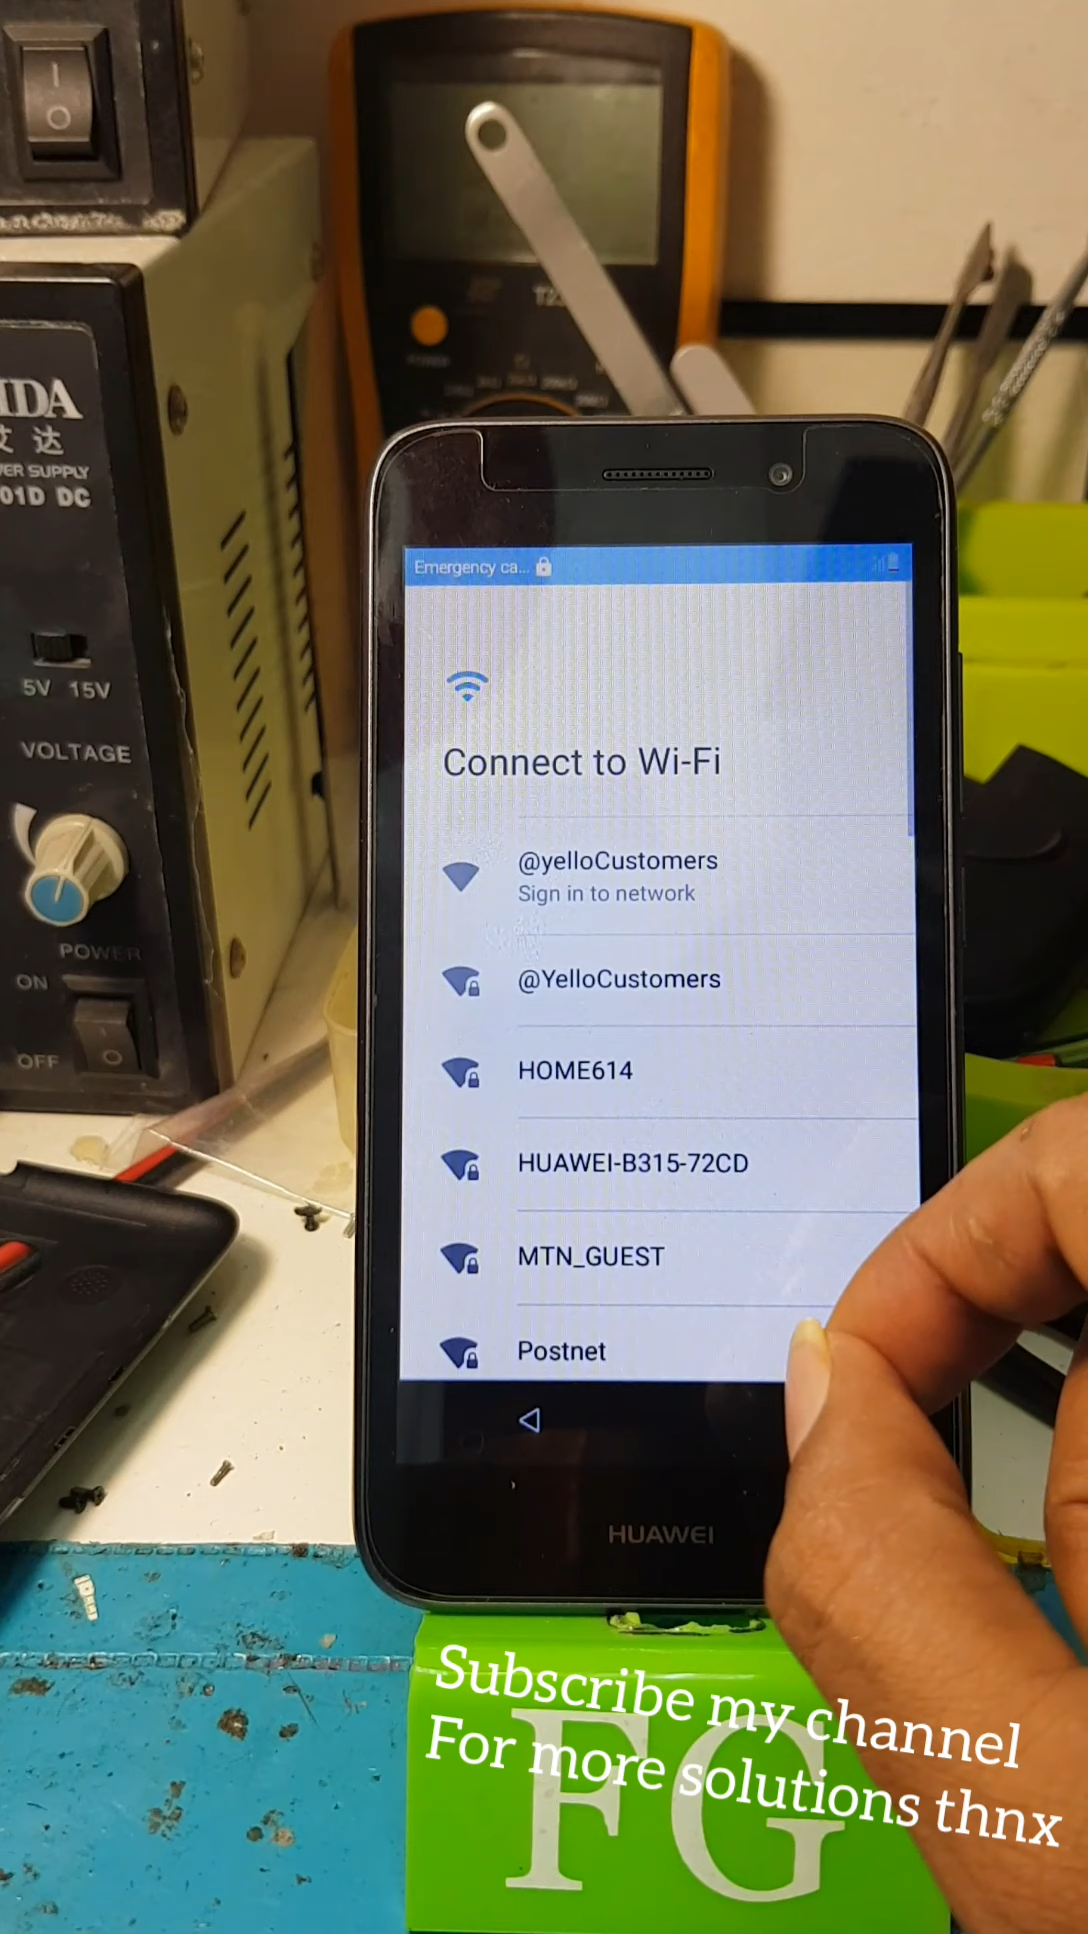 IDA
艾达
ER SUPPLY
01D DC
5V 15V
VOLTAGE
POWER
ON
OFF
Emergency ca...
Connect to Wi-Fi
@yelloCustomers
Sign in to network
@YelloCustomers
HOME614
HUAWEI-B315-72CD
MTN_GUEST
Postnet
HUAWEI
Subscribe my channel
For more solutions thnx
FG